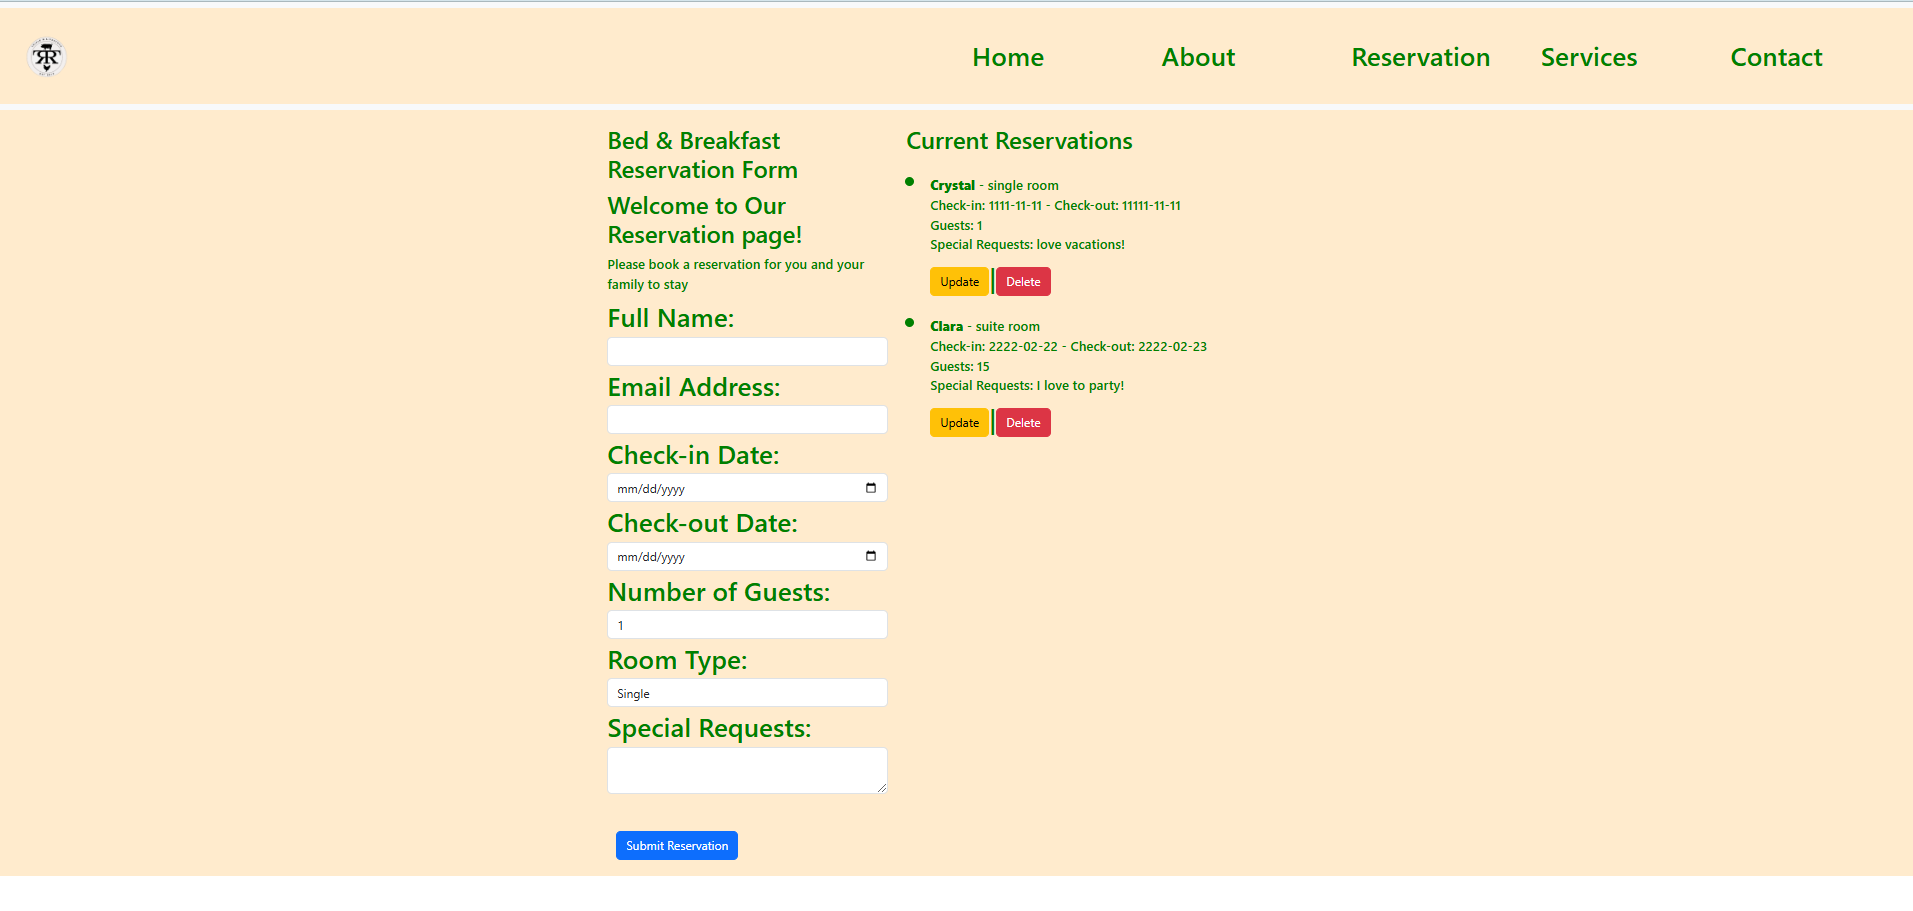 Home About Reservation Services Contact
Bed & Breakfast
Reservation Form
Welcome to Our
Reservation page!
Please book a reservation for you and your
family to stay
Full Name:
Email Address:
Check-in Date:
mm/dd/yyyy
Check-out Date:
mm/dd/yyyy
Number of Guests:
1
Room Type:
Single
Special Requests:
Submit Reservation
Current Reservations
Crystal - single room
Check-in: 1111-11-11 - Check-out: 11111-11-11
Guests: 1
Special Requests: love vacations!
Update Delete
Clara - suite room
Check-in: 2222-02-22 - Check-out: 2222-02-23
Guests: 15
Special Requests: I love to party!
Update Delete